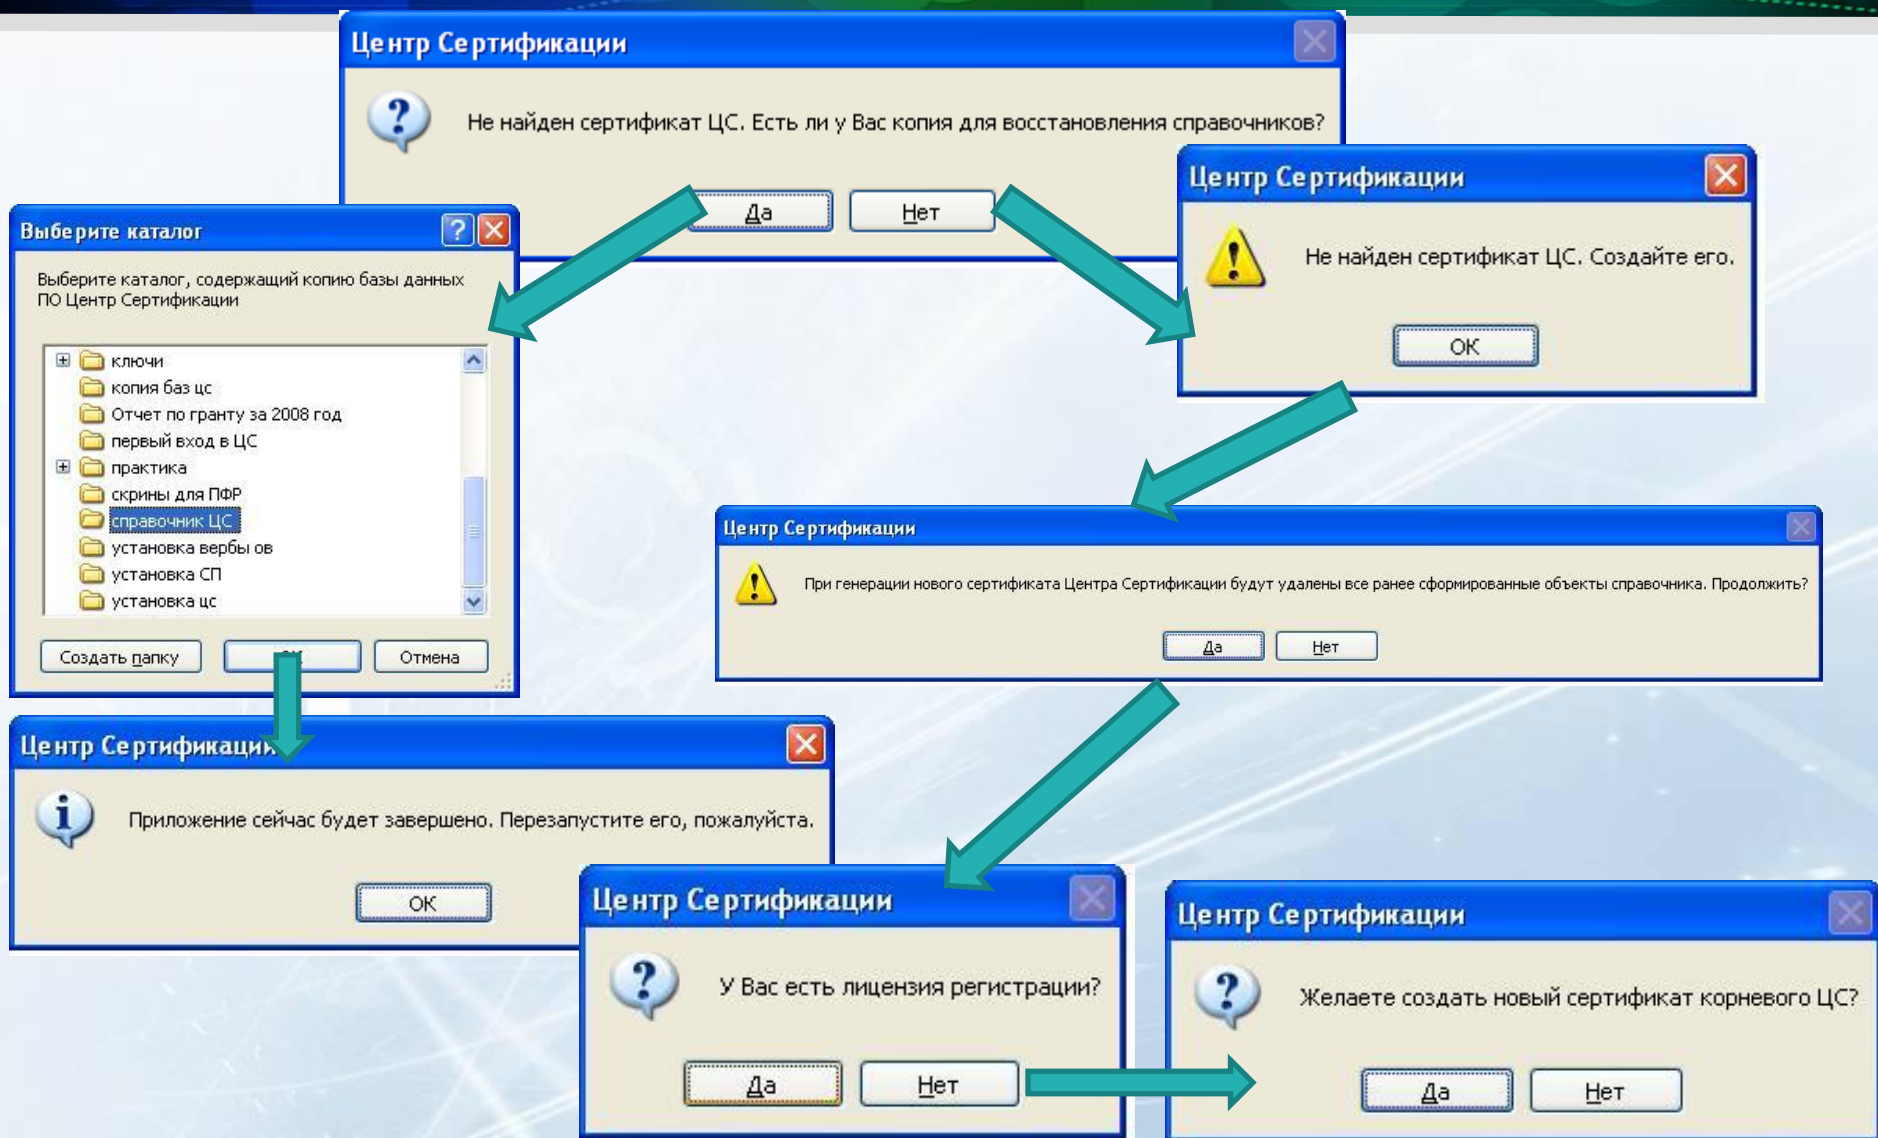 Центр Сертификации
Не найден сертификат ЦС. Есть ли у Вас копия для восстановления справочников?
Да
Нет
Центр Сертификации
Не найден сертификат ЦС. Создайте его.
ОК
Выберите каталог
Выберите каталог, содержащий копию базы данных
ПО Центр Сертификации
ключи
копия баз цс
Отчет по гранту за 2008 год
первый вход в ЦС
практика
скрины для ПФР
справочник ЦС
установка вербы ов
установка СП
установка цс
Создать папку
Отмена
Центр Сертификации
При генерации нового сертификата Центра Сертификации будут удалены все ранее сформированные объекты справочника. Продолжить?
Да
Нет
Центр Сертификации
Приложение сейчас будет завершено. Перезапустите его, пожалуйста.
ОК
Центр Сертификации
У Вас есть лицензия регистрации?
Да
Нет
Центр Сертификации
Желаете создать новый сертификат корневого ЦС?
Да
Нет